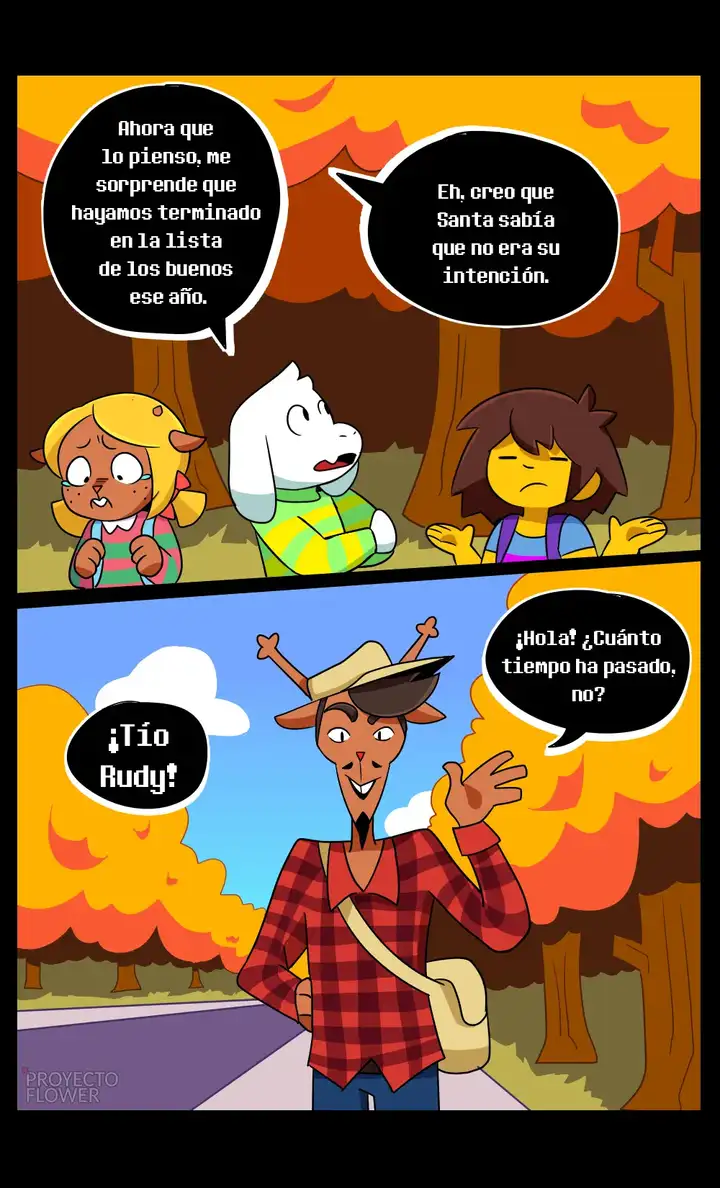 Ahora que
lo pienso, me
sorprende que
hayamos terminado
en la lista
de los buenos
ese año.
Eh, creo que
Santa sabía
que no era su
intención.
¡Hola! ¿Cuánto
tiempo ha pasado,
no?
¡Tío
Rudy!
PROYECTO
FLOWER